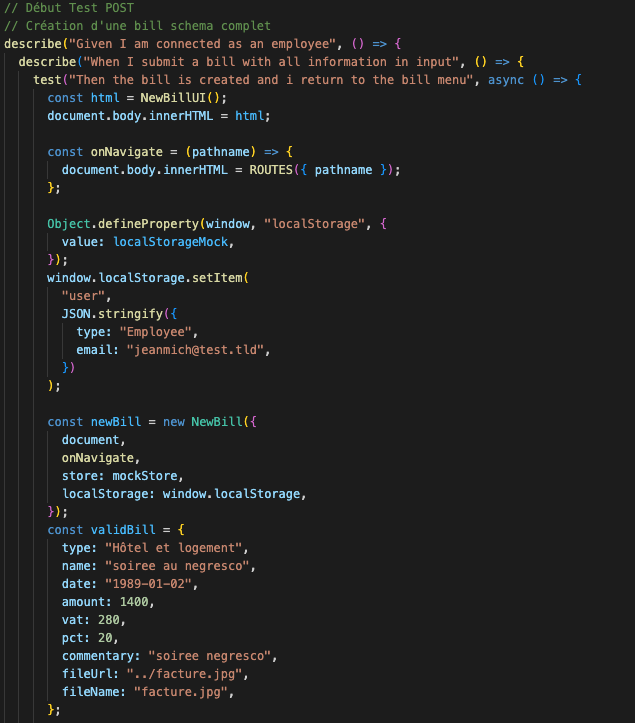 // Début Test POST
// Création d'une bill schema complet
describe("Given I am connected as an employee", () => {
  describe("When I submit a bill with all information in input", () => {
    test("Then the bill is created and i return to the bill menu", async () => {
      const html = NewBillUI();
      document.body.innerHTML = html;

      const onNavigate = (pathname) => {
        document.body.innerHTML = ROUTES({ pathname });
      };

      Object.defineProperty(window, "localStorage", {
        value: localStorageMock,
      });
      window.localStorage.setItem(
        "user",
        JSON.stringify({
          type: "Employee",
          email: "jeanmich@test.tld",
        })
      );

      const newBill = new NewBill({
        document,
        onNavigate,
        store: mockStore,
        localStorage: window.localStorage,
      });
      const validBill = {
        type: "Hôtel et logement",
        name: "soiree au negresco",
        date: "1989-01-02",
        amount: 1400,
        vat: 280,
        pct: 20,
        commentary: "soiree negresco",
        fileUrl: "../facture.jpg",
        fileName: "facture.jpg",
      };